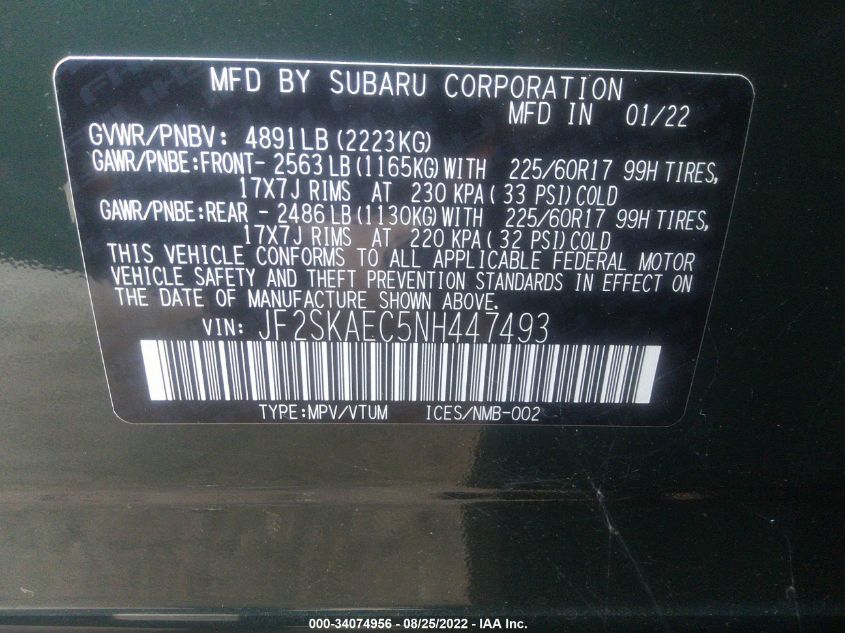 MFD BY SUBARU CORPORATION
MFD IN 01/22
GVWR/PNBV: 4891LB (2223KG)
GAWR/PNBE:FRONT- 2563LB (1165KG) WITH 225/60R17 99H TIRES,
17X7J RIMS AT 230 KPA (33 PSI) COLD
GAWR/PNBE:REAR - 2486LB (1130KG) WITH 225/60R17 99H TIRES,
17X7J RIMS AT 220 KPA (32 PSI) COLD
THIS VEHICLE CONFORMS TO ALL APPLICABLE FEDERAL MOTOR
VEHICLE SAFETY AND THEFT PREVENTION STANDARDS IN EFFECT ON
THE DATE OF MANUFACTURE SHOWN ABOVE.
VIN: JF2SKAEC5NH447493
TYPE:MPV/VTUM ICES/NMB-002
000-34074956 - 08/25/2022 - IAA Inc.